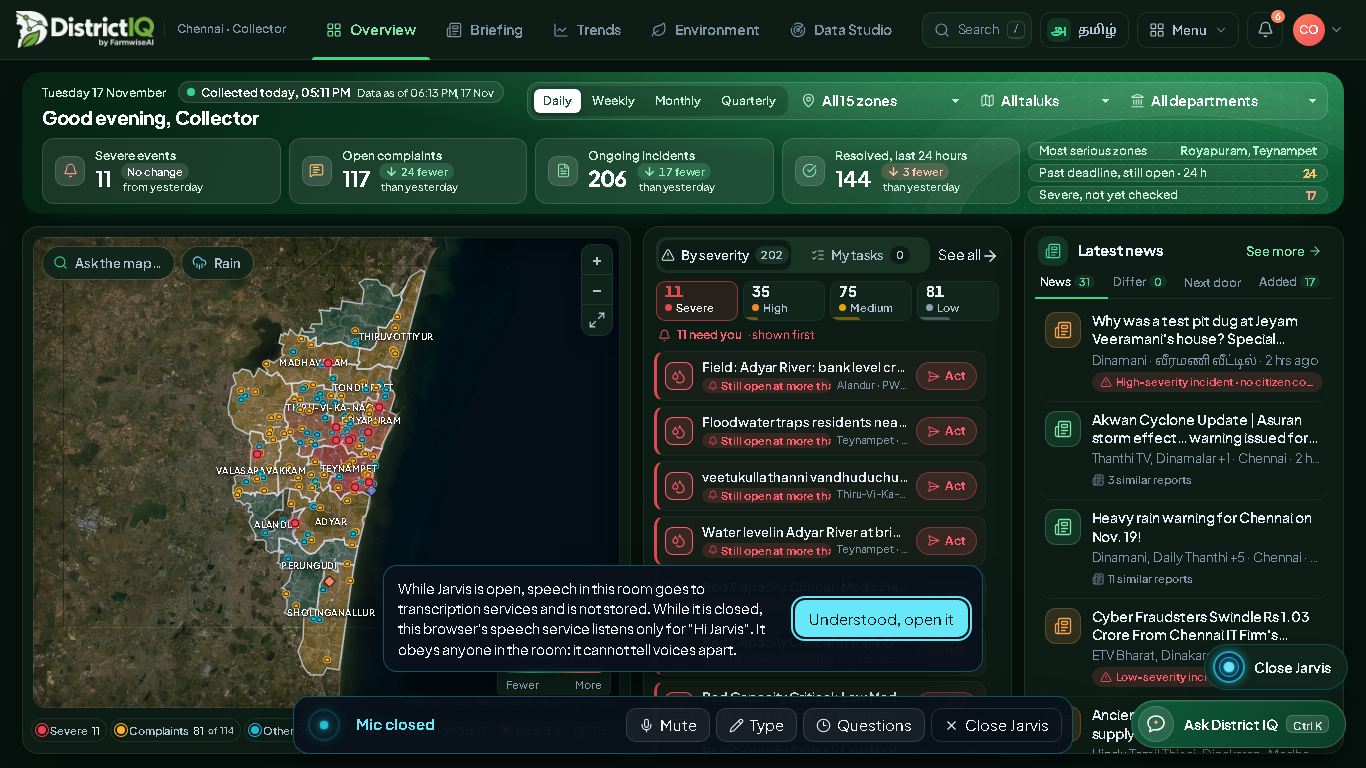 DistrictIQ
by FarmwiseAI
Chennai · Collector
Overview
Briefing
Trends
Environment
Data Studio
Search /
அ தமிழ்
Menu
6
CO
Tuesday 17 November
Collected today, 05:11 PM Data as of 06:13 PM, 17 Nov
Good evening, Collector
Daily Weekly Monthly Quarterly
All 15 zones
All taluks
All departments
Severe events
11 No change
from yesterday
Open complaints
117 ↓ 24 fewer
than yesterday
Ongoing incidents
206 ↓ 17 fewer
than yesterday
Resolved, last 24 hours
144 ↓ 3 fewer
than yesterday
Most serious zones Royapuram, Teynampet
Past deadline, still open · 24 h 24
Severe, not yet checked 17
Ask the map...
Rain
+
−
THIRUVOTTIYUR
VALASARAVAKKAM
TEYNAMPET
ADYAR
PERUNGUDI
SHOLINGANALLUR
Fewer More
Severe 11
Complaints 81 of 114
By severity 202
My tasks 0
See all →
11
Severe
35
High
75
Medium
81
Low
11 need you · shown first
Field: Adyar River: bank level cr...
Still open at more Alandur · PW...
Act
Floodwater traps residents nea...
Still open at more Teynampet · ...
Act
veetukulla thanni vandhuduchu...
Still open at more Thiru-Vi-Ka-...
Act
Water level in Adyar River at bri...
Still open at more Teynampet · ...
Act
Latest news
See more →
News 31
Differ 0
Next door
Added 17
Why was a test pit dug at Jeyam
Veeramani's house? Special...
Dinamani · வீரமணி வீட்டில் · 2 hrs ago
High-severity incident · no citizen co...
Akwan Cyclone Update | Asuran
storm effect... warning issued for...
Thanthi TV, Dinamalar +1 · Chennai · 2 h...
3 similar reports
Heavy rain warning for Chennai on
Nov. 19!
Dinamani, Daily Thanthi +5 · Chennai · ...
11 similar reports
Cyber Fraudsters Swindle Rs 1.03
Crore From Chennai IT Firm's...
ETV Bharat,
Low-severity
While Jarvis is open, speech in this room goes to
transcription services and is not stored. While it is closed,
this browser's speech service listens only for "Hi Jarvis". It
obeys anyone in the room: it cannot tell voices apart.
Understood, open it
Close Jarvis
Mic closed
Mute
Type
Questions
Close Jarvis
Ask District IQ Ctrl K